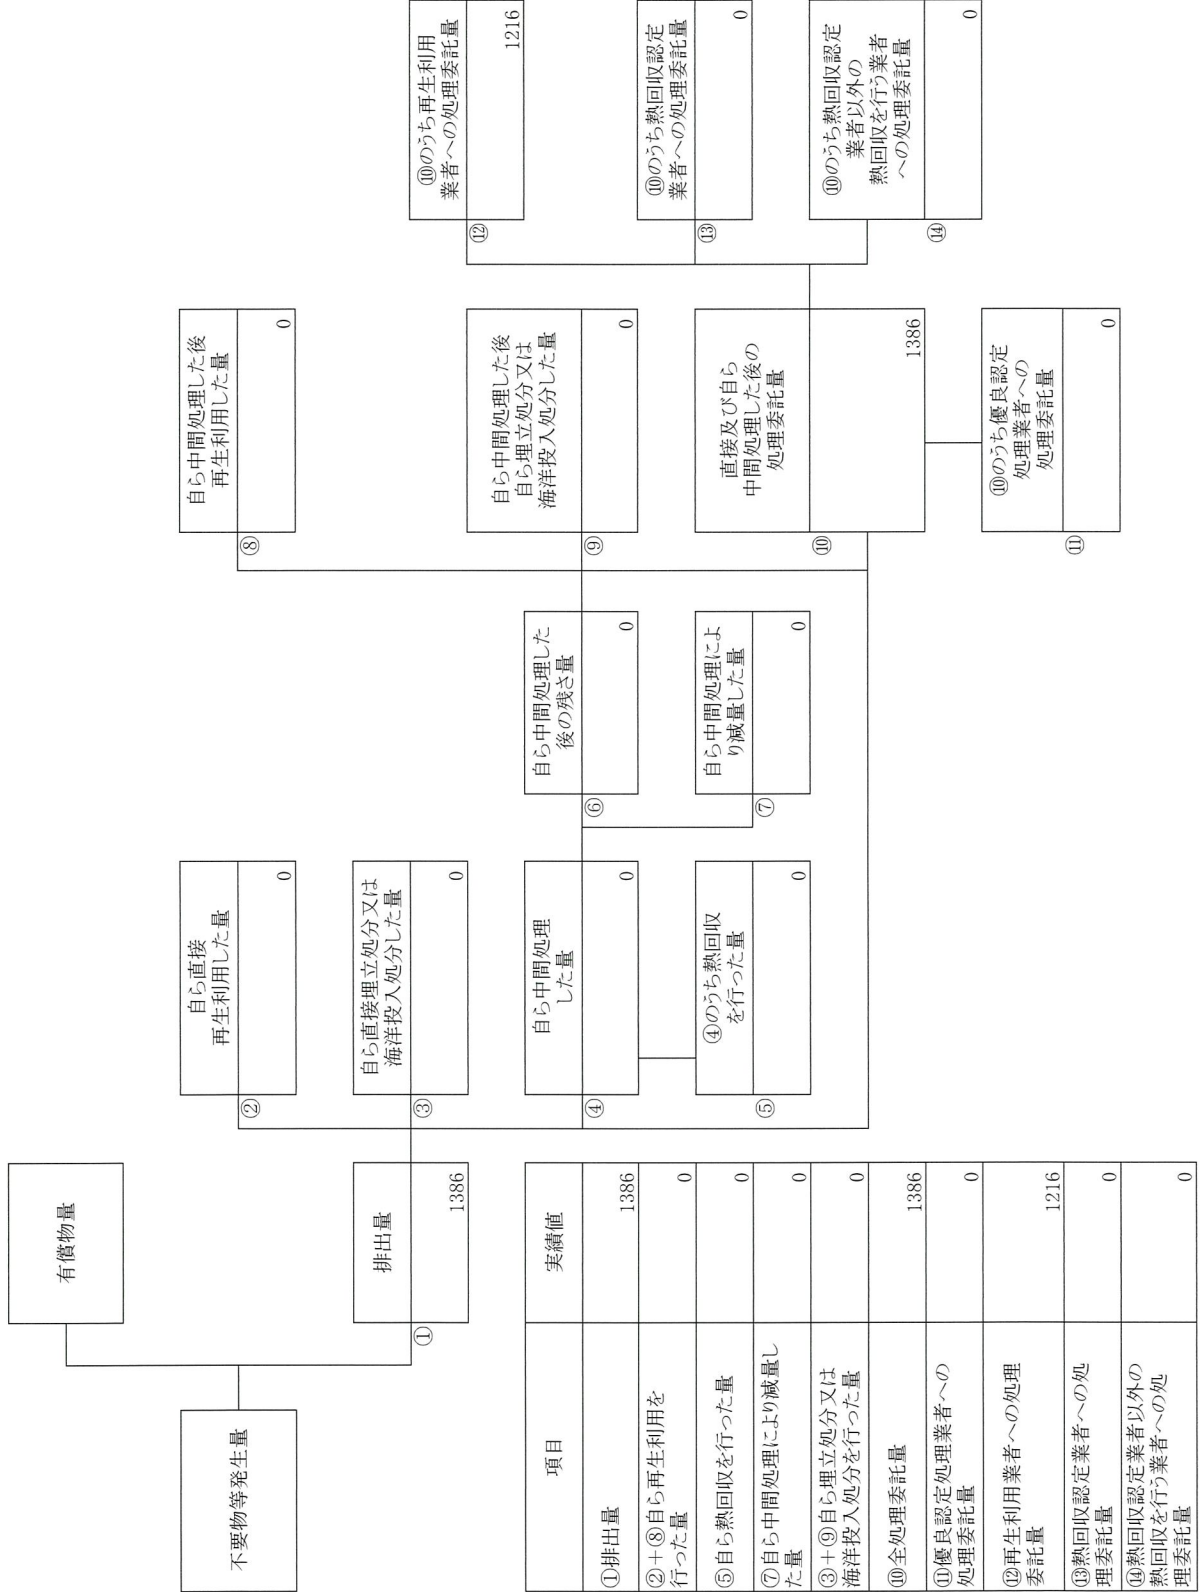 不要物等発生量
有償物量
排出量
①
1386
自ら直接
再生利用した量
②
0
自ら直接埋立処分又は
海洋投入処分した量
③
0
自ら中間処理
した量
④
0
④のうち熱回収
を行った量
⑤
0
自ら中間処理した
後の残さ量
⑥
0
自ら中間処理によ
り減量した量
⑦
0
自ら中間処理した後
再生利用した量
⑧
0
自ら中間処理した後
自ら埋立処分又は
海洋投入処分した量
⑨
0
直接及び自ら
中間処理した後の
処理委託量
⑩
1386
⑩のうち優良認定
処理業者への
処理委託量
⑪
0
⑩のうち再生利用
業者への処理委託量
⑫
1216
⑩のうち熱回収認定
業者への処理委託量
⑬
0
⑩のうち熱回収認定
業者以外の
熱回収を行う業者
への処理委託量
⑭
0
項目 実績値
①排出量 1386
②+⑧自ら再生利用を
行った量 0
⑤自ら熱回収を行った量 0
⑦自ら中間処理により減量し
た量 0
③+⑨自ら埋立処分又は
海洋投入処分を行った量 0
⑩全処理委託量 1386
⑪優良認定処理業者への
処理委託量 0
⑫再生利用業者への処理
委託量 1216
⑬熱回収認定業者への処
理委託量 0
⑭熱回収認定業者以外の
熱回収を行う業者への処
理委託量 0